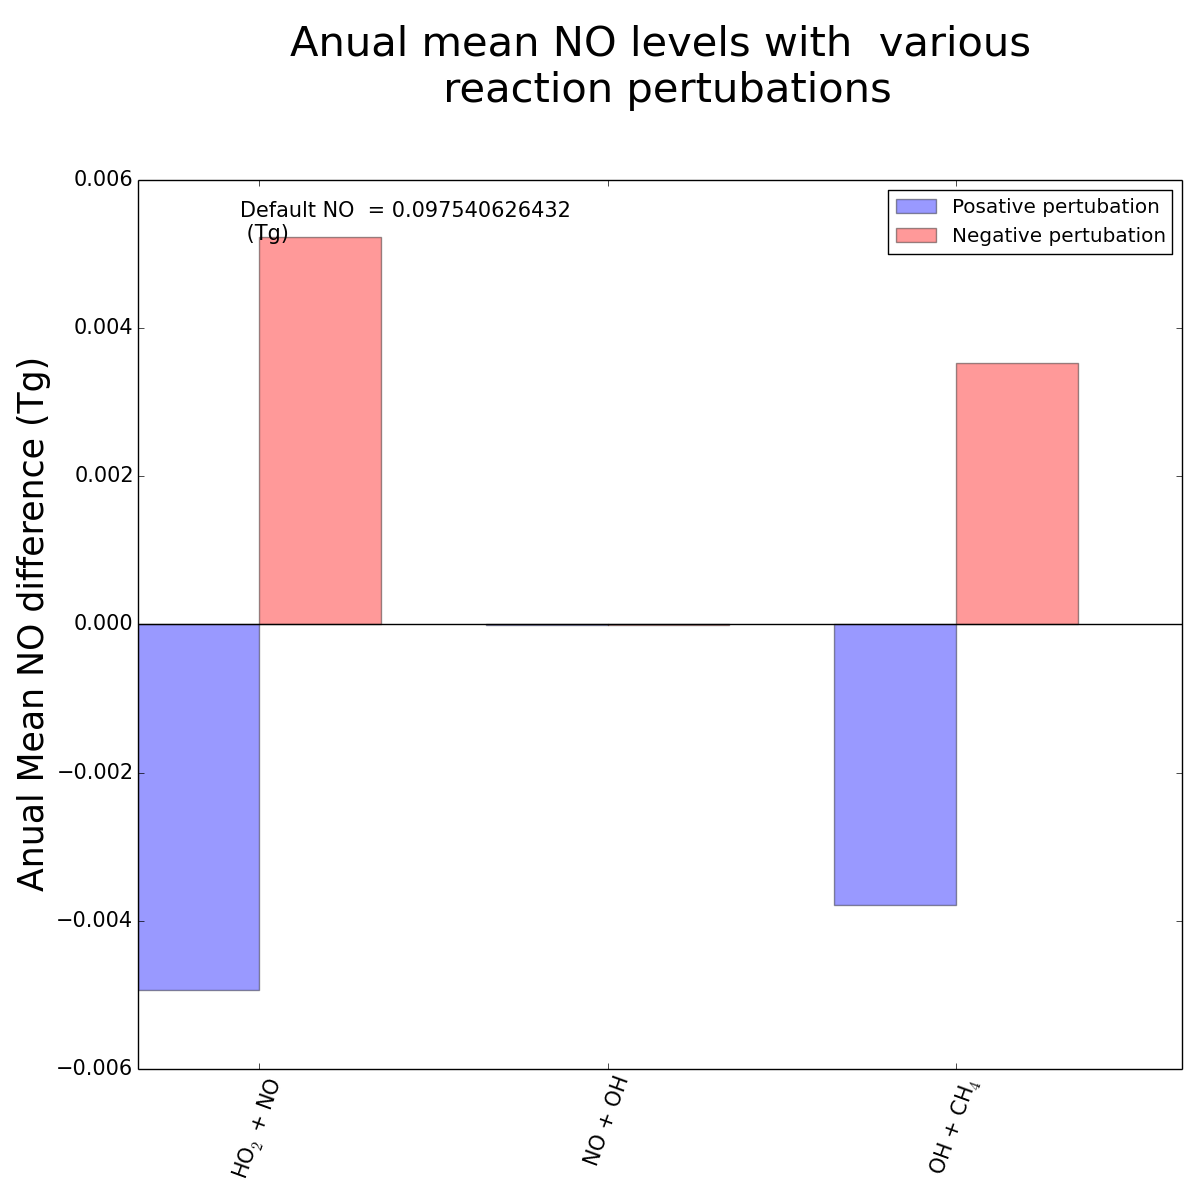 Anual mean NO levels with  various
reaction pertubations
Anual Mean NO difference (Tg)
0.006
0.004
0.002
0.000
−0.002
−0.004
−0.006
Default NO  = 0.097540626432
(Tg)
Posative pertubation
Negative pertubation
HO₂ + NO
NO + OH
OH + CH₄